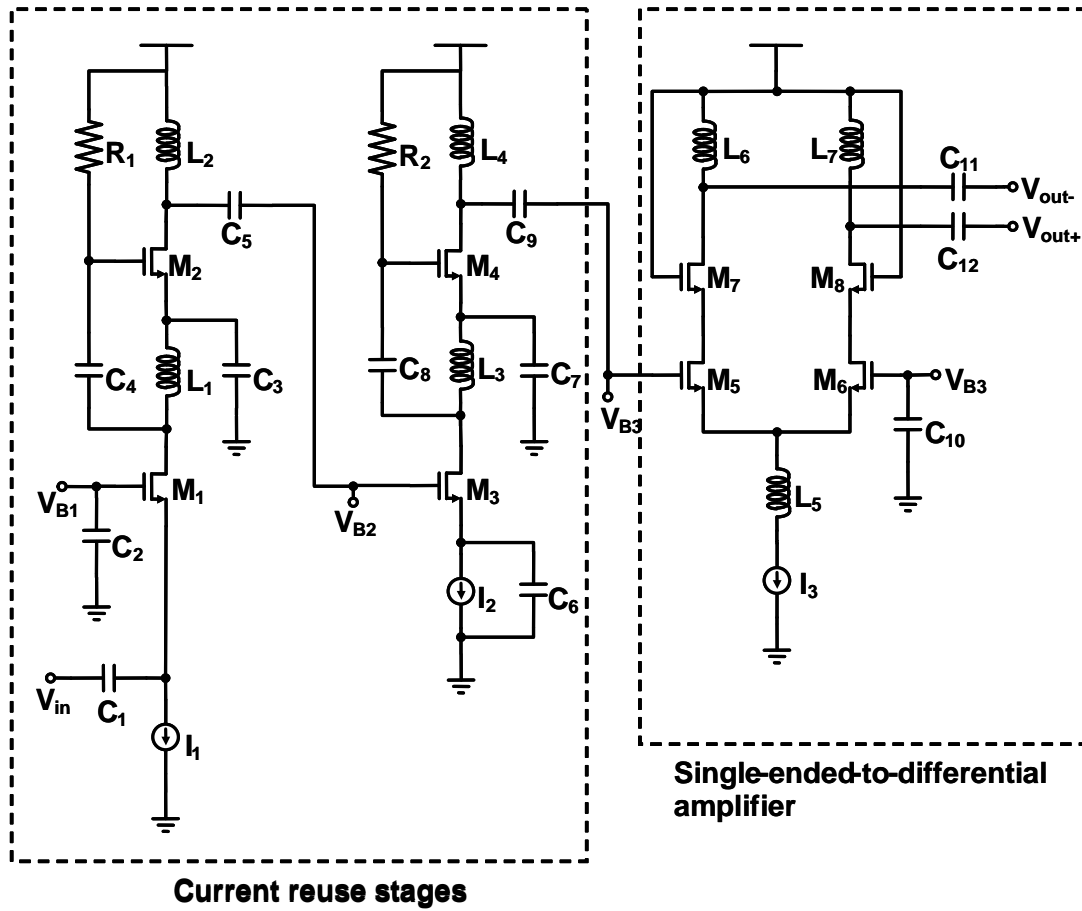 R1
L2
C5
M2
C4
L1
C3
VB1
M1
C2
Vin
C1
I1
R2
L4
C9
M4
C8
L3
C7
VB2
M3
I2
C6
VB3
L6
L7
C11
Vout-
Vout+
C12
M7
M8
M5
M6
VB3
C10
L5
I3
Single-ended-to-differential
amplifier
Current reuse stages